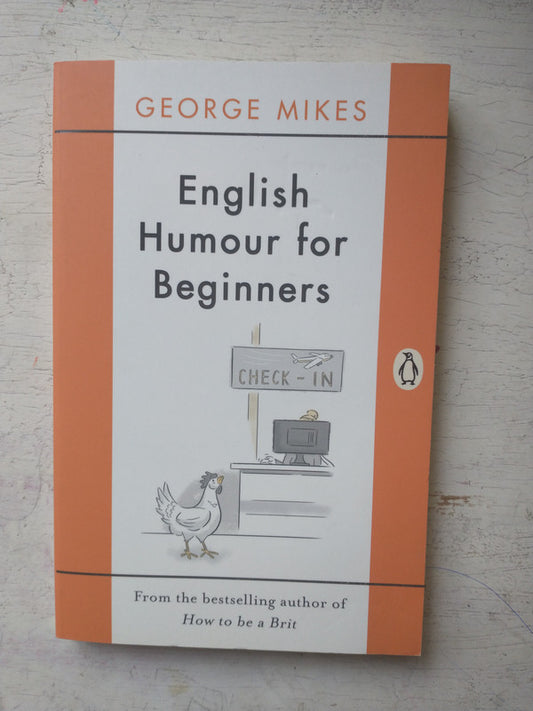 GEORGE MIKES
English
Humour for
Beginners
CHECK-IN
From the bestselling author of
How to be a Brit